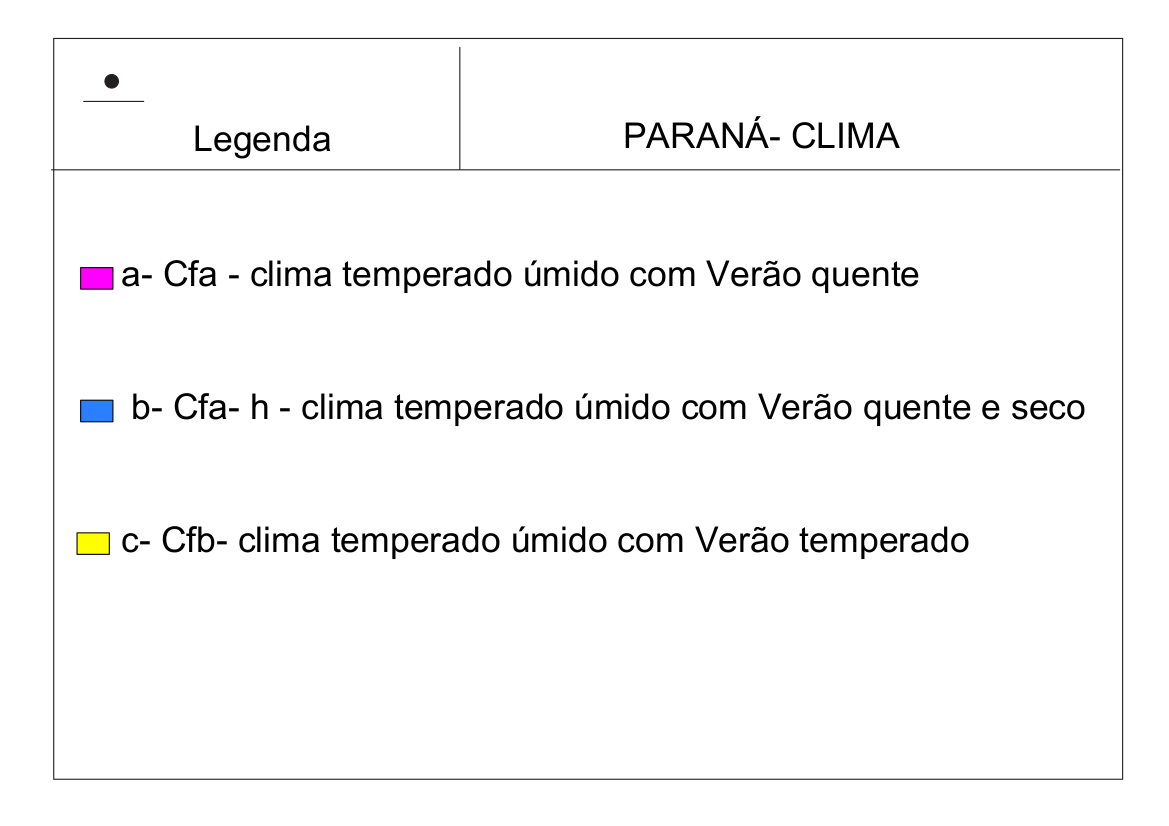 Legenda
PARANÁ- CLIMA
a- Cfa - clima temperado úmido com Verão quente
b- Cfa- h - clima temperado úmido com Verão quente e seco
c- Cfb- clima temperado úmido com Verão temperado